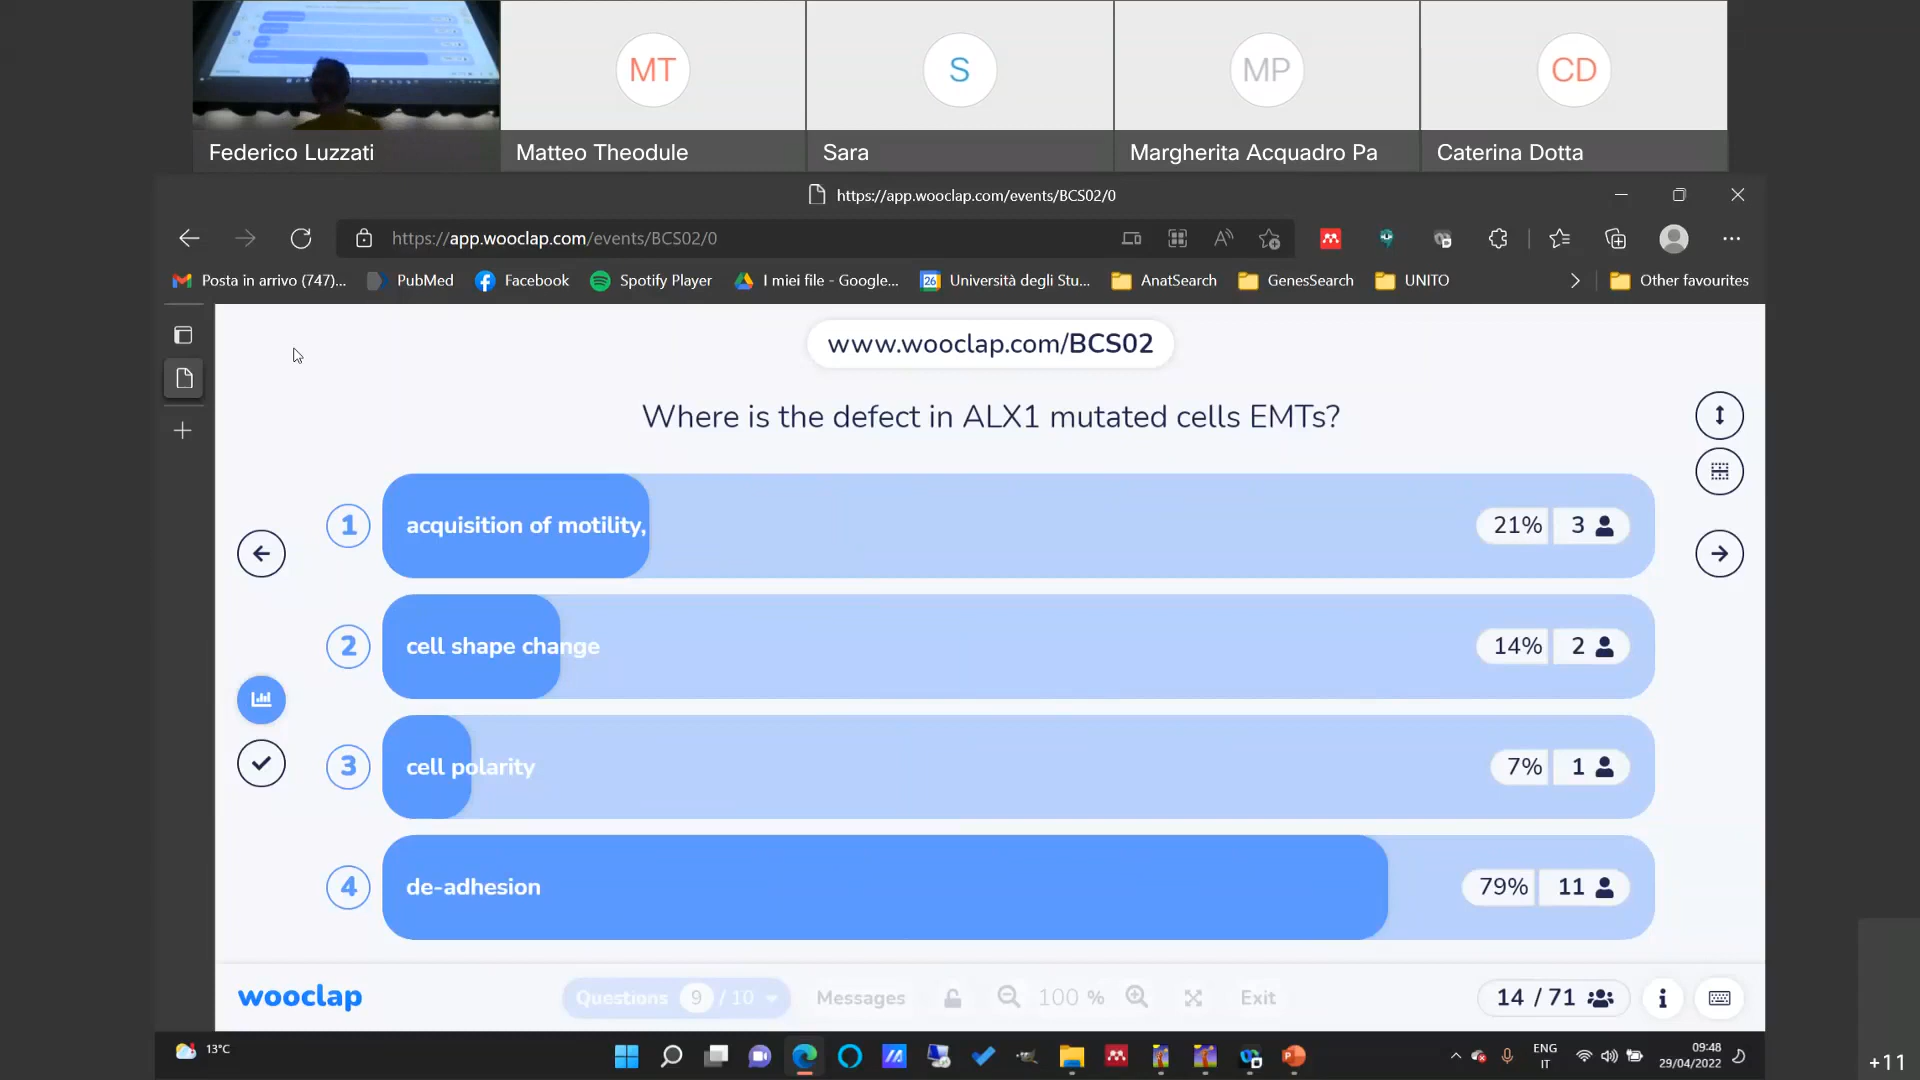 MT
S
MP
CD
Federico Luzzati
Matteo Theodule
Sara
Margherita Acquadro Pa
Caterina Dotta
https://app.wooclap.com/events/BCS02/0
https://app.wooclap.com/events/BCS02/0
Posta in arrivo (747)...
PubMed
Facebook
Spotify Player
I miei file - Google...
26
Università degli Stu...
AnatSearch
GenesSearch
UNITO
Other favourites
www.wooclap.com/BCS02
Where is the defect in ALX1 mutated cells EMTs?
1
acquisition of motility,
21%
3
2
cell shape change
14%
2
3
cell polarity
7%
1
4
de-adhesion
79%
11
wooclap
Questions 9 / 10
Messages
100 %
Exit
14 / 71
13°C
ENG
IT
09:48
29/04/2022
+11